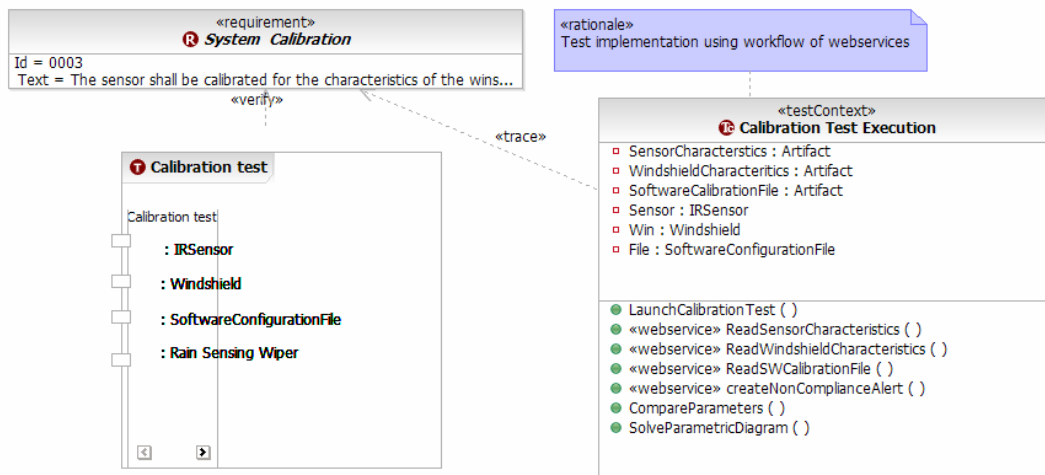 «requirement»
System Calibration
Id = 0003
Text = The sensor shall be calibrated for the characteristics of the wins...
«verify»
«trace»
«rationale»
Test implementation using workflow of webservices
Calibration test
Calibration test
: IRSensor
: Windshield
: SoftwareConfigurationFile
: Rain Sensing Wiper
«testContext»
Calibration Test Execution
SensorCharacterstics : Artifact
WindshieldCharacteritics : Artifact
SoftwareCalibrationFile : Artifact
Sensor : IRSensor
Win : Windshield
File : SoftwareConfigurationFile
LaunchCalibrationTest ( )
«webservice» ReadSensorCharacteristics ( )
«webservice» ReadWindshieldCharacteristics ( )
«webservice» ReadSWCalibrationFile ( )
«webservice» createNonComplianceAlert ( )
CompareParameters ( )
SolveParametricDiagram ( )